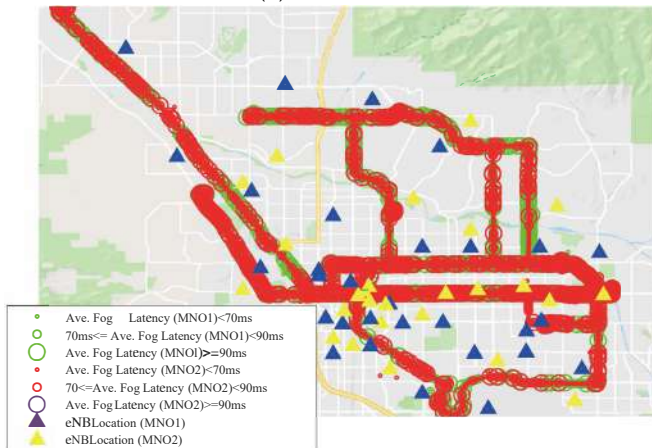 Ave. Fog Latency (MNO1)<70ms
70ms<= Ave. Fog Latency (MNO1)<90ms
Ave. Fog Latency (MNOl)>=90ms
Ave. Fog Latency (MNO2)<70ms
70<=Ave. Fog Latency (MNO2)<90ms
Ave. Fog Latency (MNO2)>=90ms
eNBLocation (MNO1)
eNBLocation (MNO2)